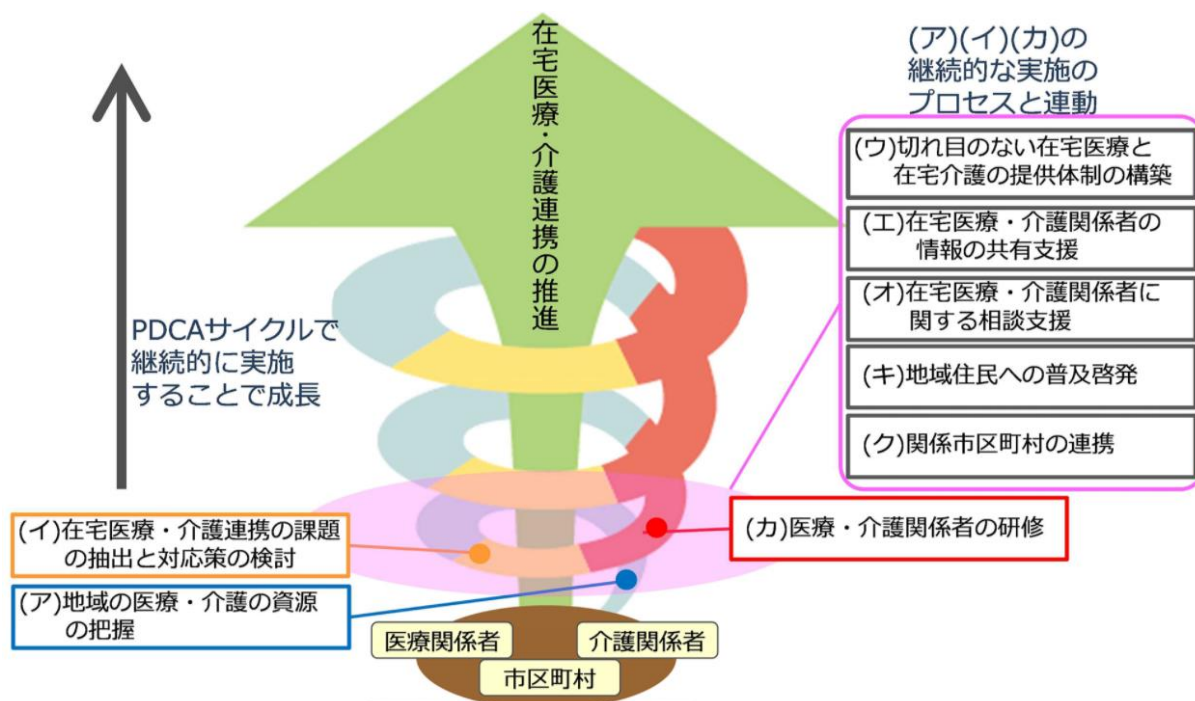 在宅医療・介護連携の推進
(ア)(イ)(カ)の
継続的な実施の
プロセスと連動
(ウ)切れ目のない在宅医療と
在宅介護の提供体制の構築
(エ)在宅医療・介護関係者の
情報の共有支援
(オ)在宅医療・介護関係者に
関する相談支援
(キ)地域住民への普及啓発
(ク)関係市区町村の連携
PDCAサイクルで
継続的に実施
することで成長
(イ)在宅医療・介護連携の課題
の抽出と対応策の検討
(カ)医療・介護関係者の研修
(ア)地域の医療・介護の資源
の把握
医療関係者
介護関係者
市区町村